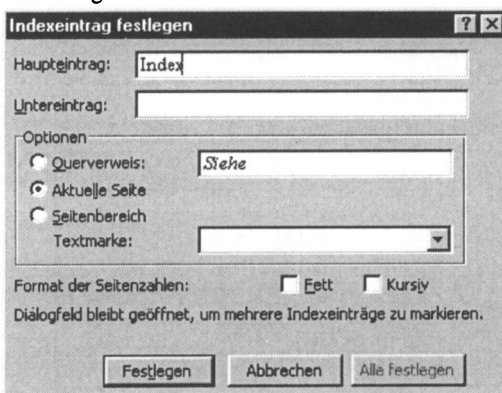 Indexeintrag festlegen
Haupteintrag: Index
Untereintrag:
Optionen
Querverweis: Siehe
Aktuelle Seite
Seitenbereich
Textmarke:
Format der Seitenzahlen: Fett Kursiv
Dialogfeld bleibt geöffnet, um mehrere Indexeinträge zu markieren.
Festlegen Abbrechen Alle festlegen